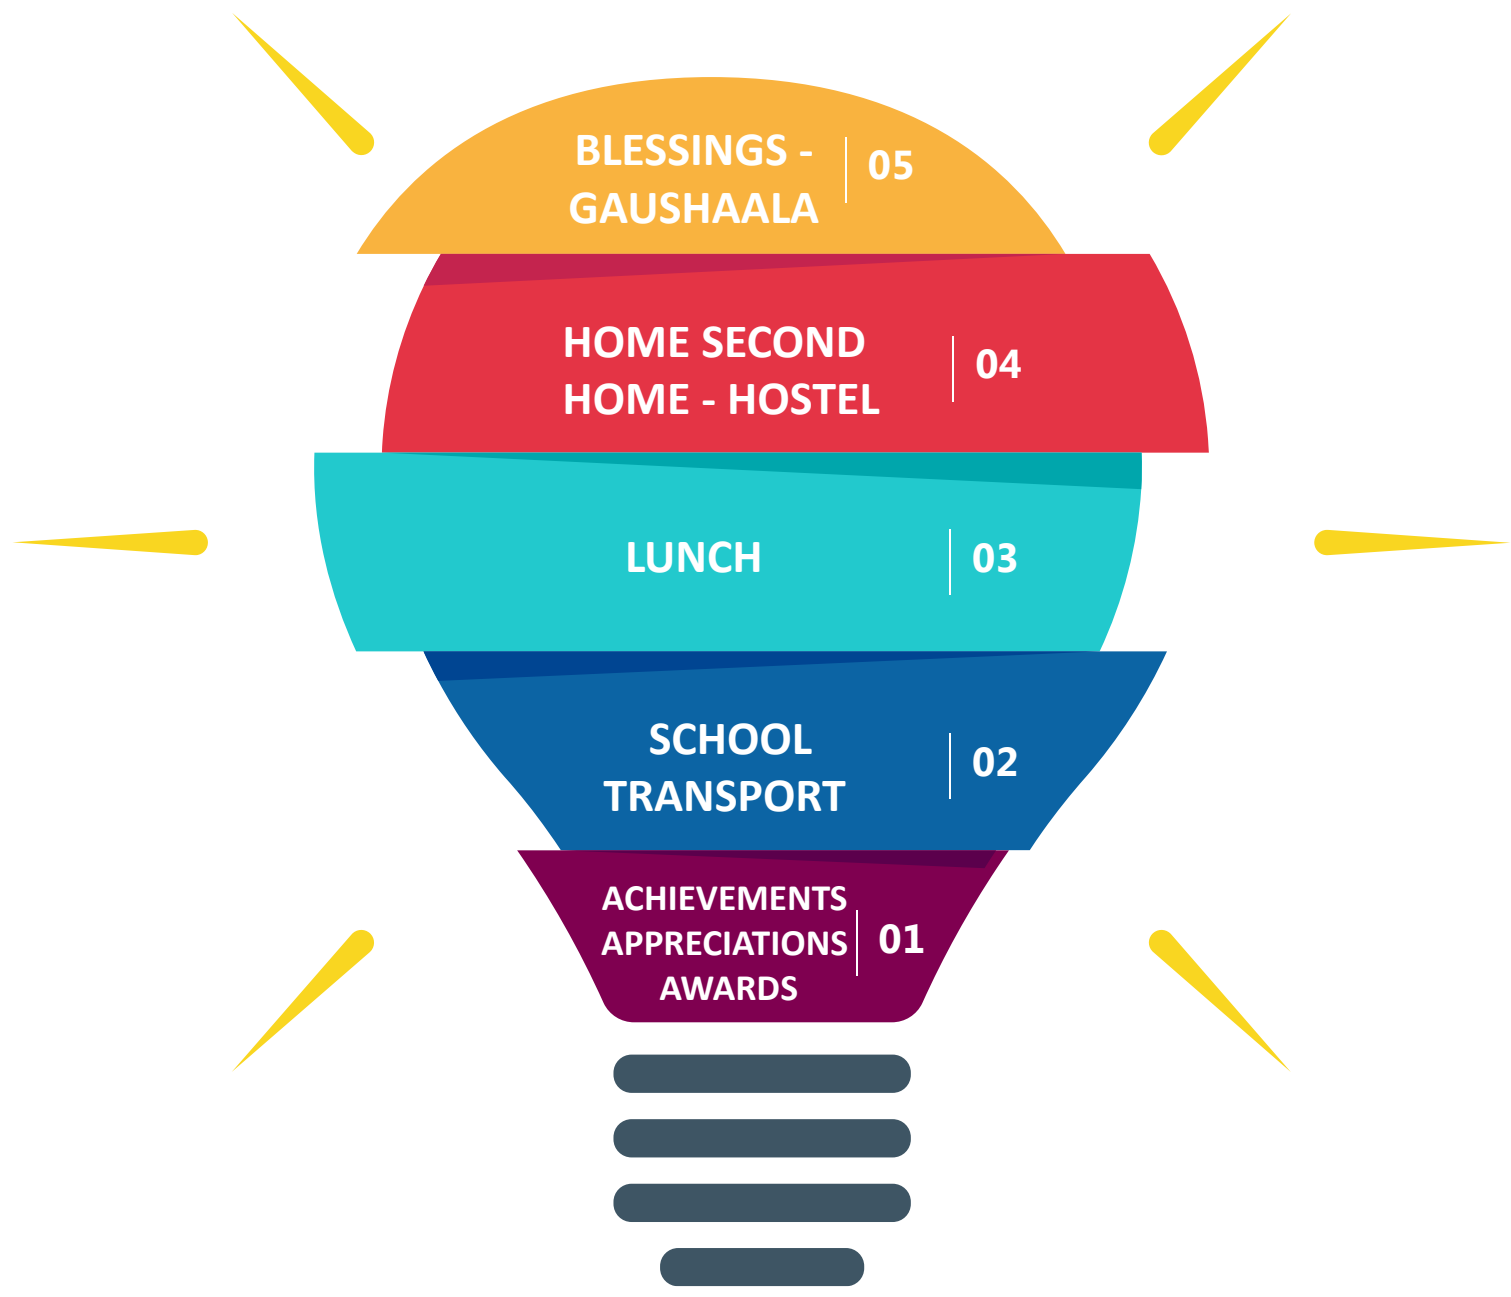 BLESSINGS -
GAUSHAALA
05
HOME SECOND
HOME - HOSTEL
04
LUNCH
03
SCHOOL
TRANSPORT
02
ACHIEVEMENTS
APPRECIATIONS
AWARDS
01